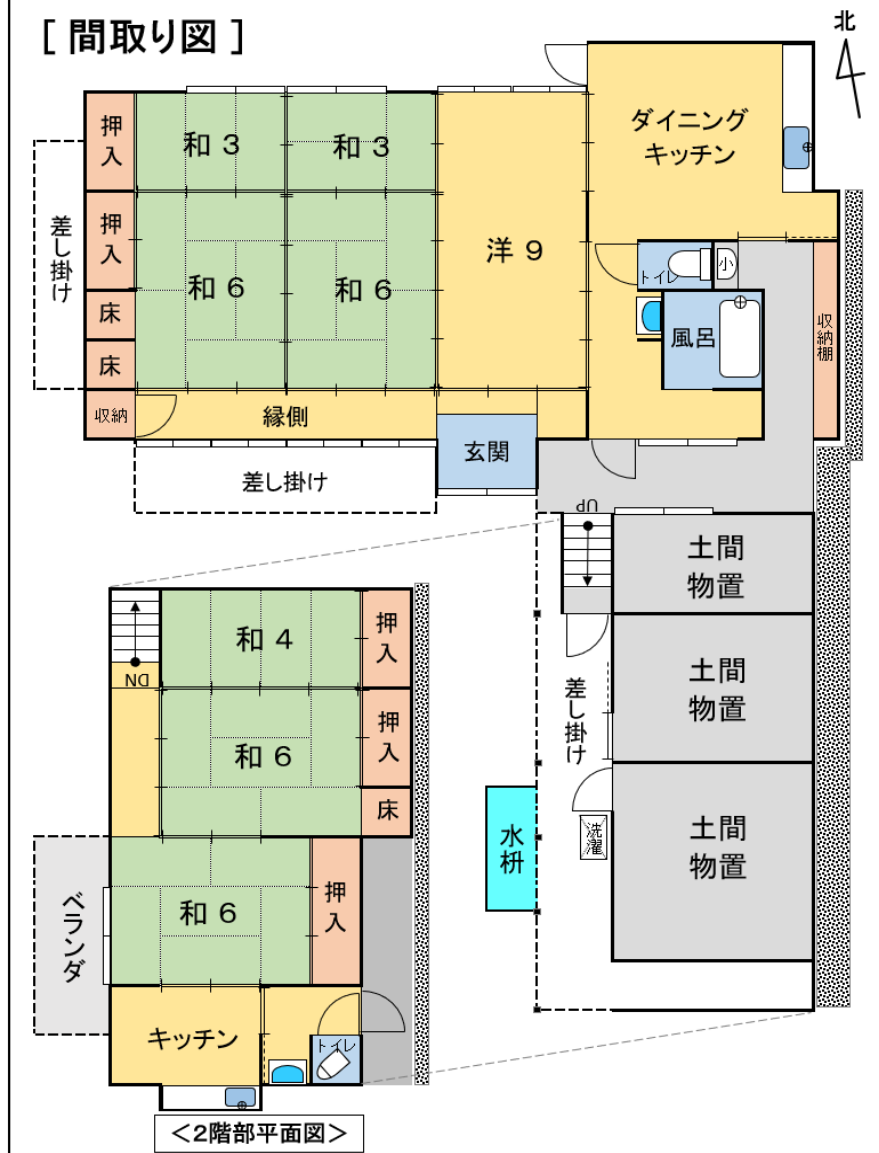 [ 間取り図 ]
北
押入
和 3
和 3
ダイニング
キッチン
差し掛け
押入
和 6
和 6
洋 9
トイレ
小
床
床
風呂
収納棚
収納
縁側
玄関
差し掛け
UP
土間
物置
和 4
押入
DN
土間
物置
差し掛け
和 6
押入
床
水枡
洗濯
土間
物置
ベランダ
和 6
押入
キッチン
トイレ
＜2階部平面図＞